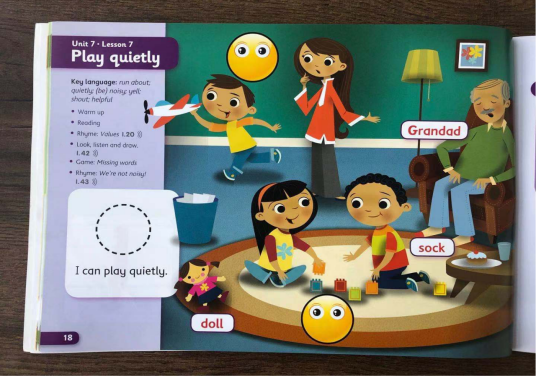 Unit 7 • Lesson 7
Play quietly
Key language: run about;
quietly; (be) noisy; yell;
shout; helpful
• Warm up
• Reading
• Rhyme: Values 1.20
• Look, listen and draw.
1.42
• Game: Missing words
• Rhyme: We're not noisy!
1.43
I can play quietly.
18
Grandad
sock
doll